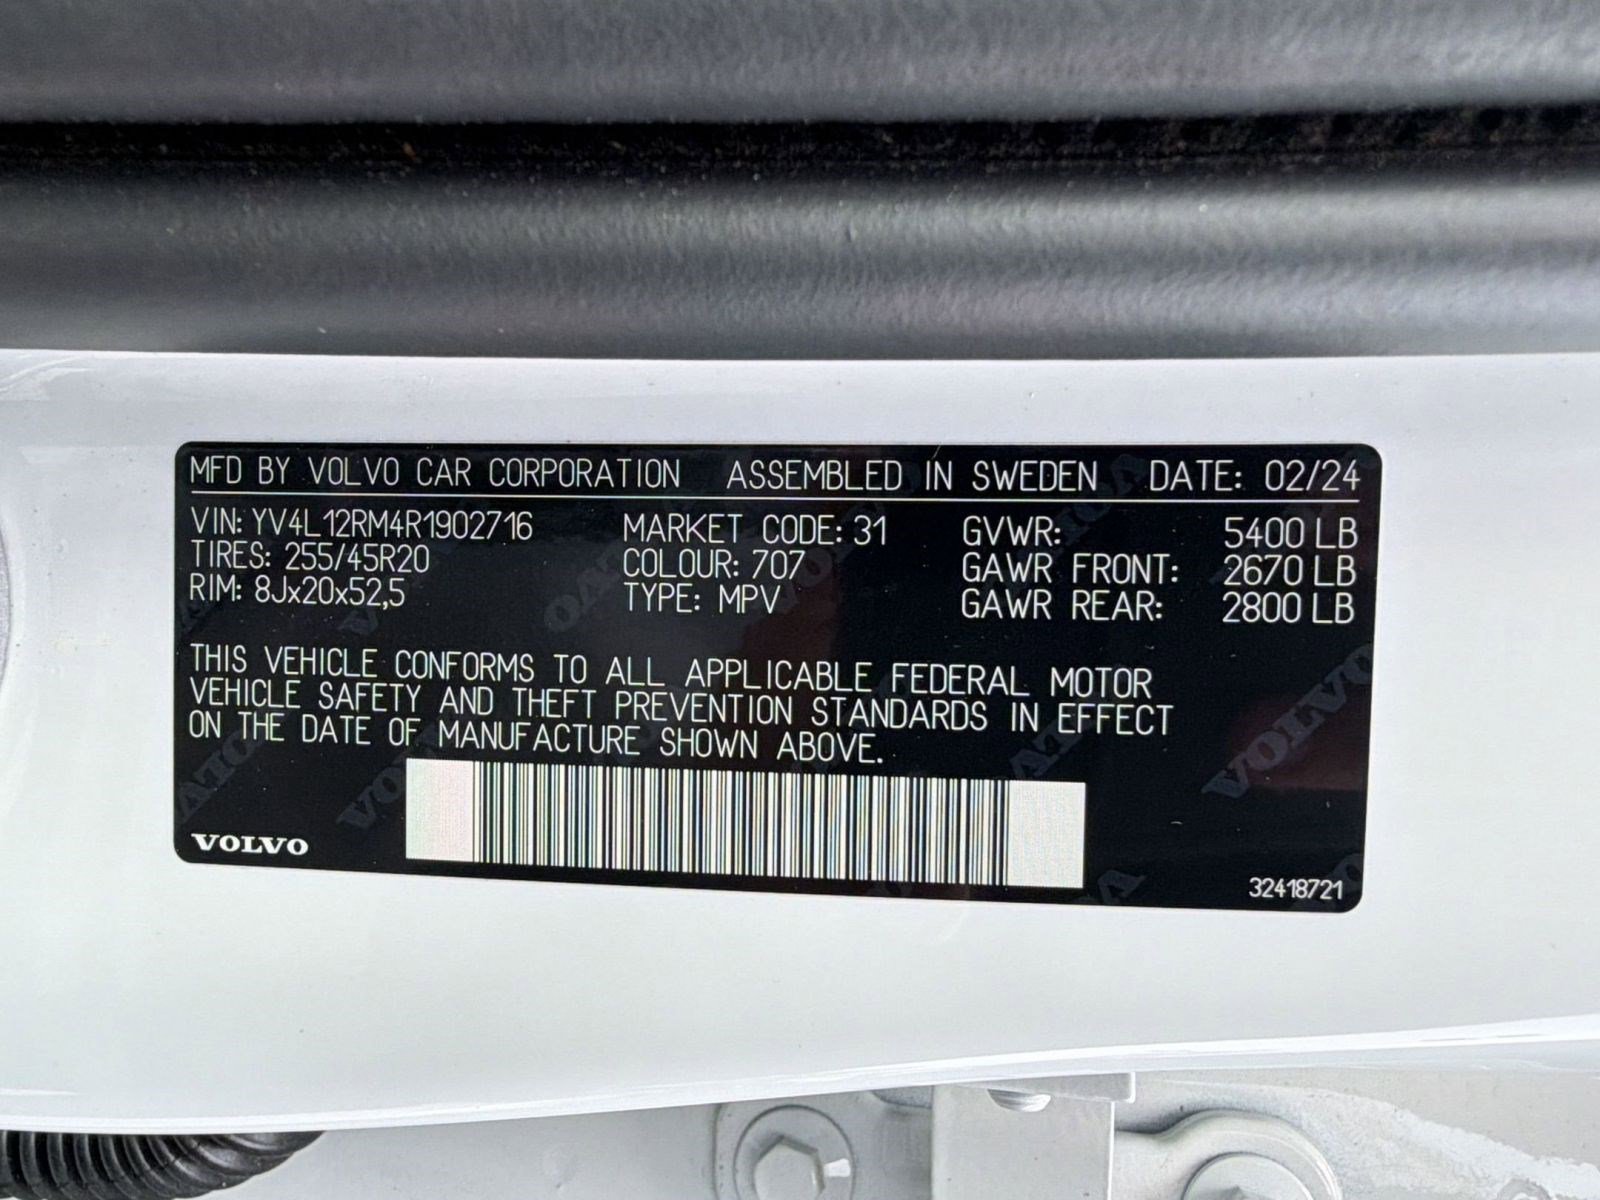 MFD BY VOLVO CAR CORPORATION ASSEMBLED IN SWEDEN DATE: 02/24
VIN: YV4L12RM4R1902716 MARKET CODE: 31 GVWR: 5400 LB
TIRES: 255/45R20 COLOUR: 707 GAWR FRONT: 2670 LB
RIM: 8Jx20x52,5 TYPE: MPV GAWR REAR: 2800 LB
THIS VEHICLE CONFORMS TO ALL APPLICABLE FEDERAL MOTOR
VEHICLE SAFETY AND THEFT PREVENTION STANDARDS IN EFFECT
ON THE DATE OF MANUFACTURE SHOWN ABOVE.
VOLVO
32418721